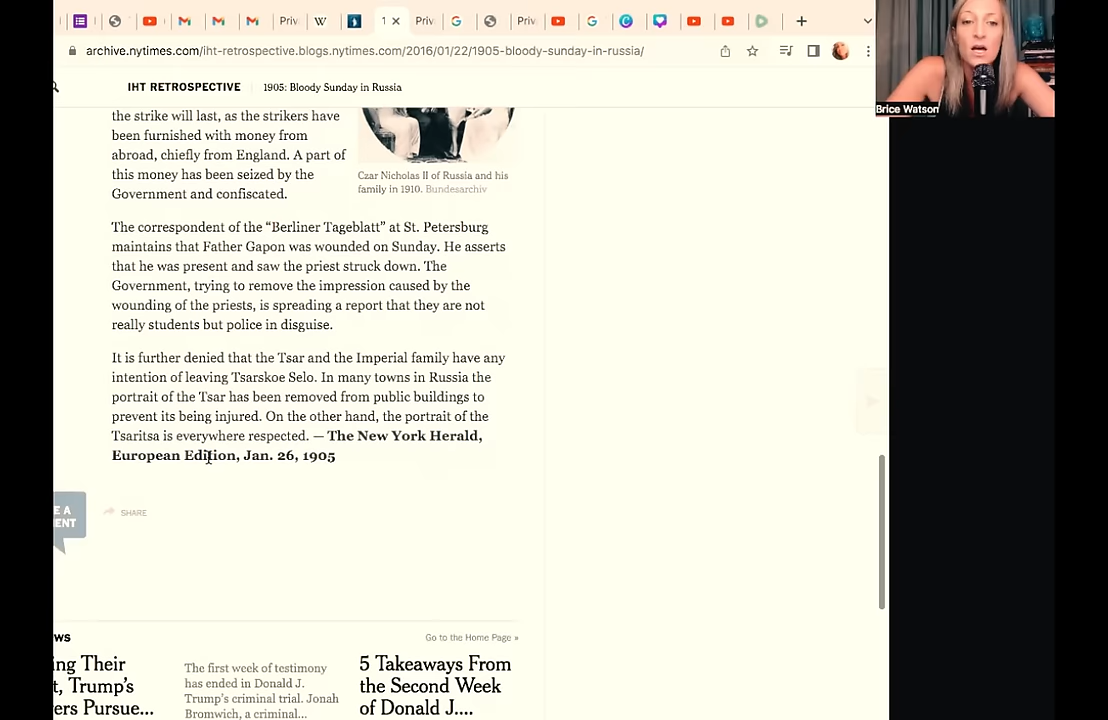 Priv
W
1
Priv
G
Priv
G
archive.nytimes.com/iht-retrospective.blogs.nytimes.com/2016/01/22/1905-bloody-sunday-in-russia/
Brice Watson
IHT RETROSPECTIVE 1905: Bloody Sunday in Russia
the strike will last, as the strikers have
been furnished with money from
abroad, chiefly from England. A part of
this money has been seized by the
Government and confiscated.
Czar Nicholas II of Russia and his
family in 1910. Bundesarchiv
The correspondent of the “Berliner Tageblatt” at St. Petersburg
maintains that Father Gapon was wounded on Sunday. He asserts
that he was present and saw the priest struck down. The
Government, trying to remove the impression caused by the
wounding of the priests, is spreading a report that they are not
really students but police in disguise.
It is further denied that the Tsar and the Imperial family have any
intention of leaving Tsarskoe Selo. In many towns in Russia the
portrait of the Tsar has been removed from public buildings to
prevent its being injured. On the other hand, the portrait of the
Tsaritsa is everywhere respected. — The New York Herald,
European Edition, Jan. 26, 1905
E A
ENT
SHARE
WS
Go to the Home Page »
ing Their
t, Trump’s
ers Pursue...
The first week of testimony
has ended in Donald J.
Trump’s criminal trial. Jonah
Bromwich, a criminal...
5 Takeaways From
the Second Week
of Donald J....